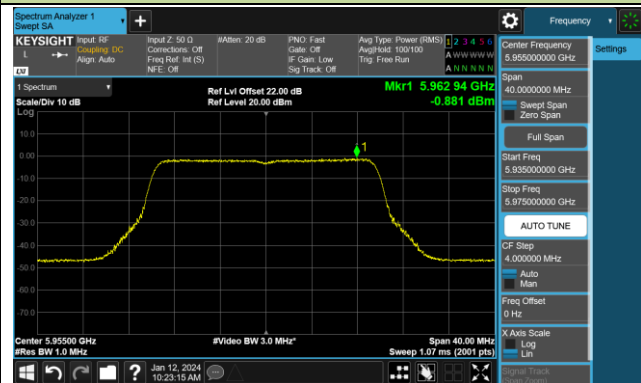 Spectrum Analyzer 1
Swept SA
Frequency
KEYSIGHT
L
LXI
Input: RF
Coupling: DC
Align: Auto
Input Z: 50 Ω
Corrections: Off
Freq Ref: Int (S)
NFE: Off
#Atten: 20 dB
PNO: Fast
Gate: Off
IF Gain: Low
Sig Track: Off
Avg Type: Power (RMS)
Avg|Hold: 100/100
Trig: Free Run
1 2 3 4 5 6
A W W W W W
A N N N N N
1 Spectrum
Scale/Div 10 dB
Log
Ref Lvl Offset 22.00 dB
Ref Level 20.00 dBm
Mkr1 5.962 94 GHz
-0.881 dBm
1
10.0
0.00
-10.0
-20.0
-30.0
-40.0
-50.0
-60.0
-70.0
Center 5.95500 GHz
#Res BW 1.0 MHz
#Video BW 3.0 MHz*
Span 40.00 MHz
Sweep 1.07 ms (2001 pts)
Jan 12, 2024
10:23:15 AM
Settings
Center Frequency
5.955000000 GHz
Span
40.0000000 MHz
Swept Span
Zero Span
Full Span
Start Freq
5.935000000 GHz
Stop Freq
5.975000000 GHz
AUTO TUNE
CF Step
4.000000 MHz
Auto
Man
Freq Offset
0 Hz
X Axis Scale
Log
Lin
Signal Track
(Span Zoom)